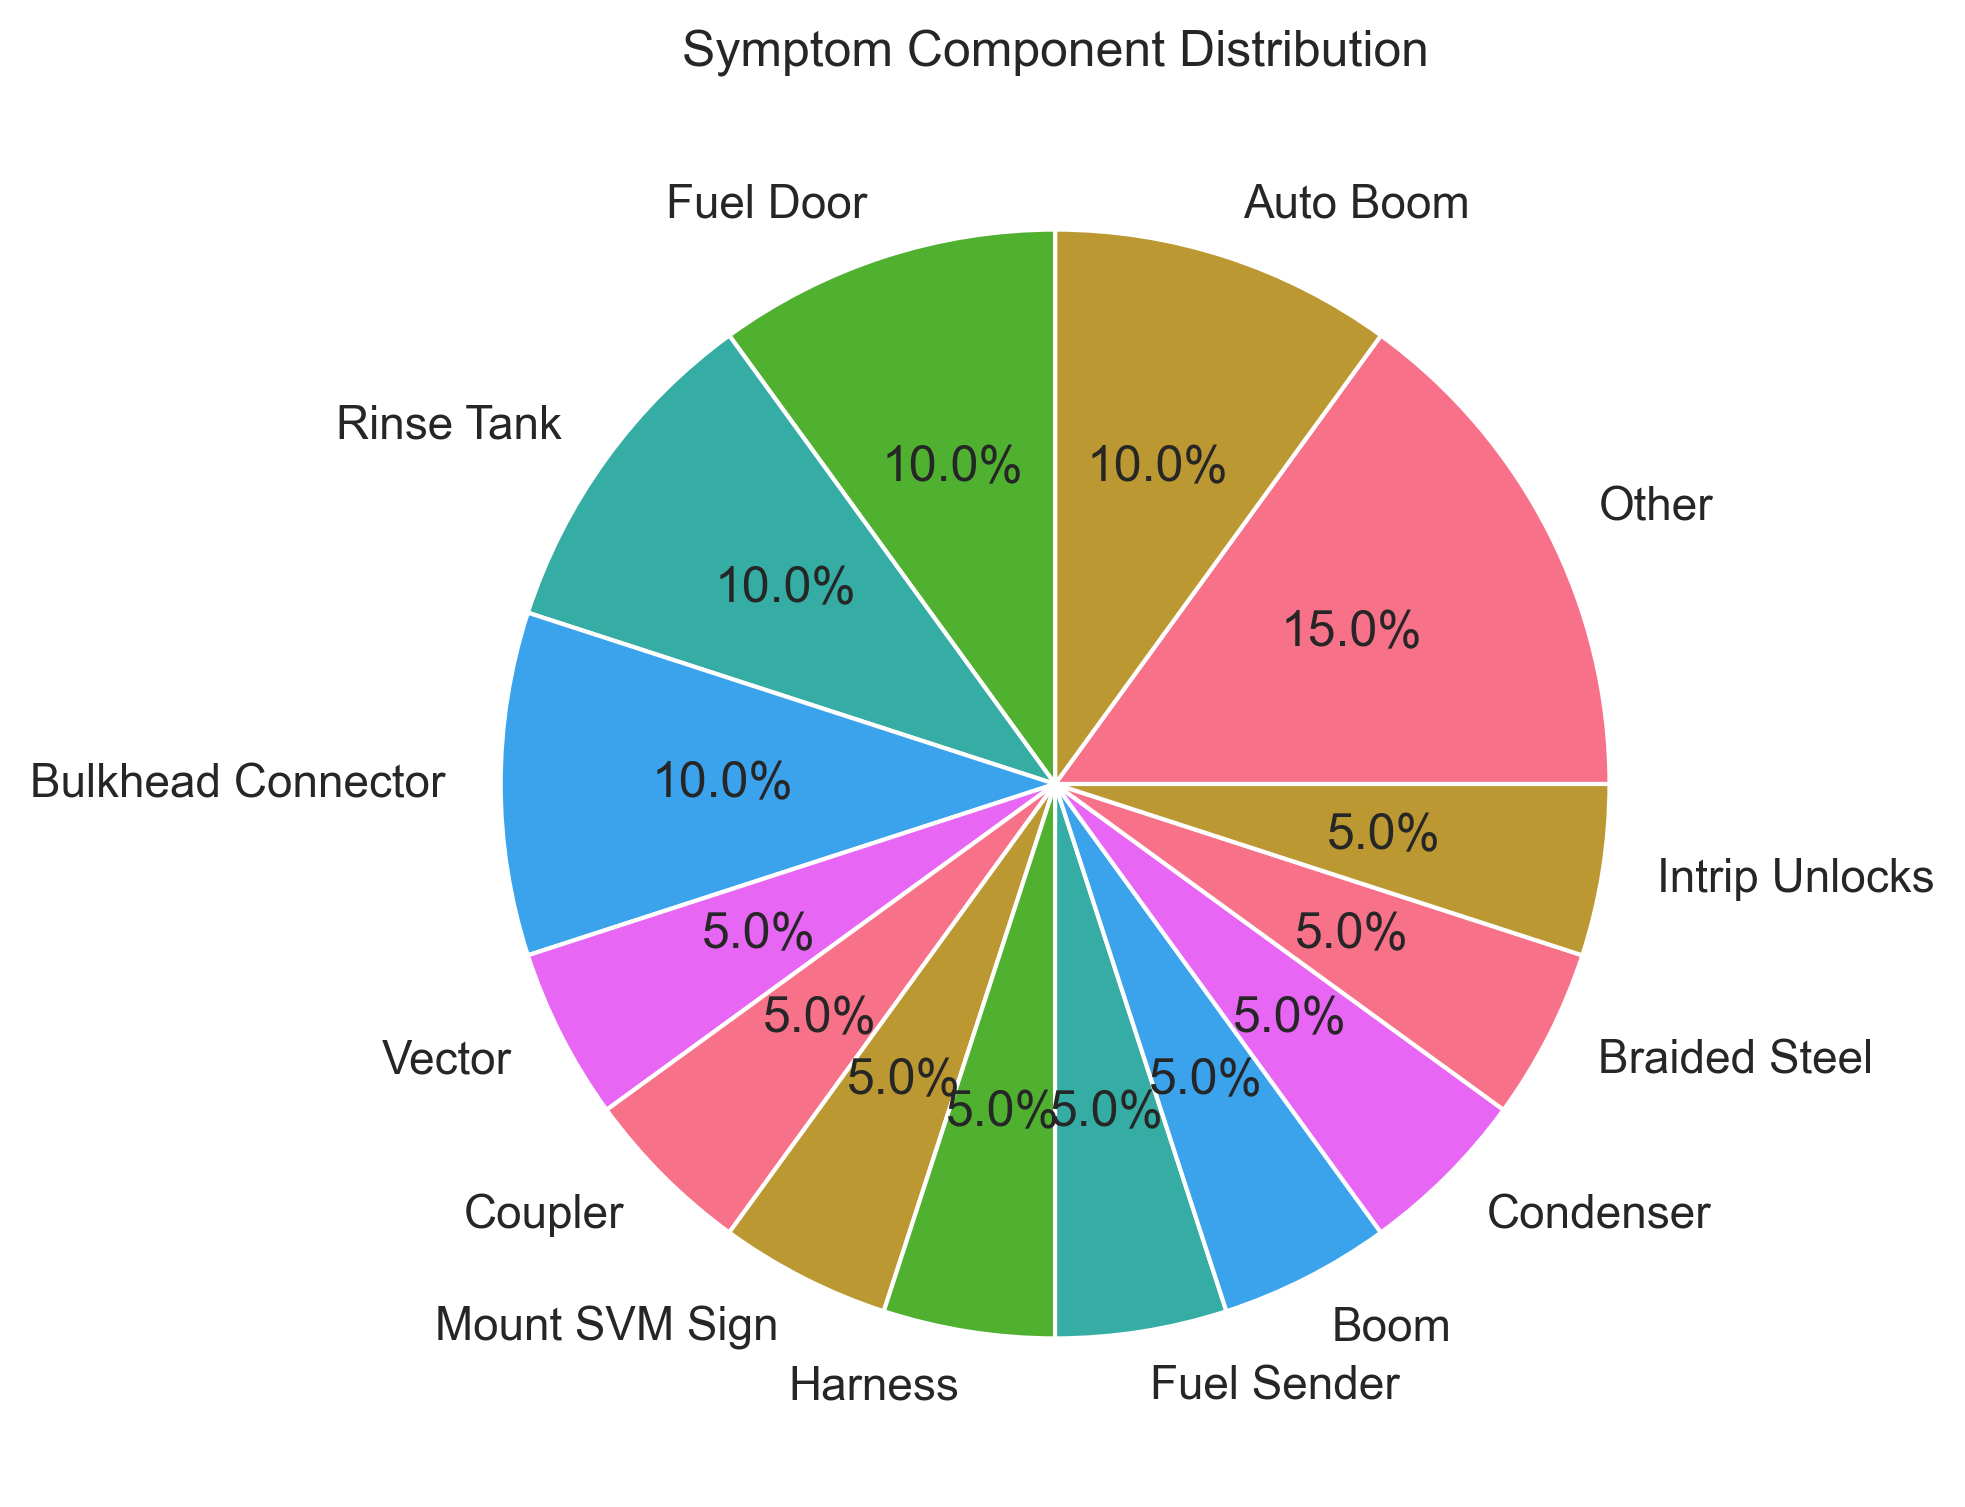 Symptom Component Distribution
Fuel Door
Auto Boom
Rinse Tank
Other
10.0%
10.0%
10.0%
15.0%
Bulkhead Connector
10.0%
5.0%
Intrip Unlocks
5.0%
5.0%
5.0%
5.0%
Vector
Braided Steel
5.0%
5.0%
5.0%
5.0%
Coupler
Condenser
Mount SVM Sign
Boom
Harness
Fuel Sender